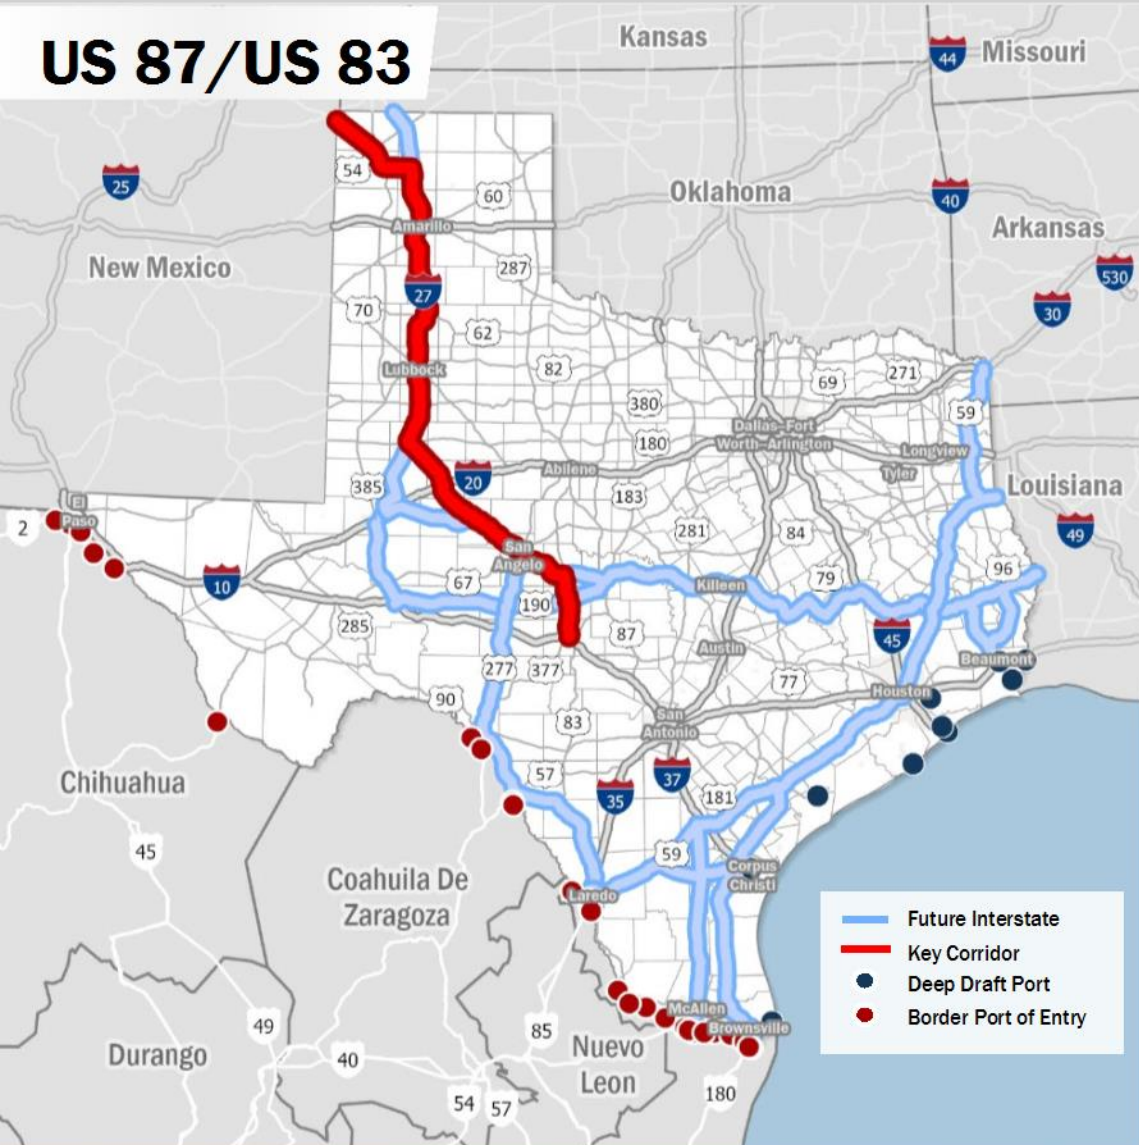 US 87/US 83
Kansas
44
Missouri
25
54
60
Oklahoma
40
Arkansas
Amarillo
New Mexico
287
530
27
70
30
62
Lubbock
82
69
271
380
59
180
Dallas-Fort
Worth-Arlington
Longview
Abilene
20
Tyler
385
183
Louisiana
El
Paso
2
281
84
49
San
Angelo
10
67
Killeen
79
96
190
285
87
45
Austin
Beaumont
277
377
77
Houston
90
83
San
Antonio
57
37
Chihuahua
35
181
45
59
Corpus
Christi
Coahuila De
Zaragoza
Laredo
Future Interstate
Key Corridor
Deep Draft Port
Border Port of Entry
McAllen
Brownsville
49
85
Durango
40
Nuevo
Leon
54
57
180